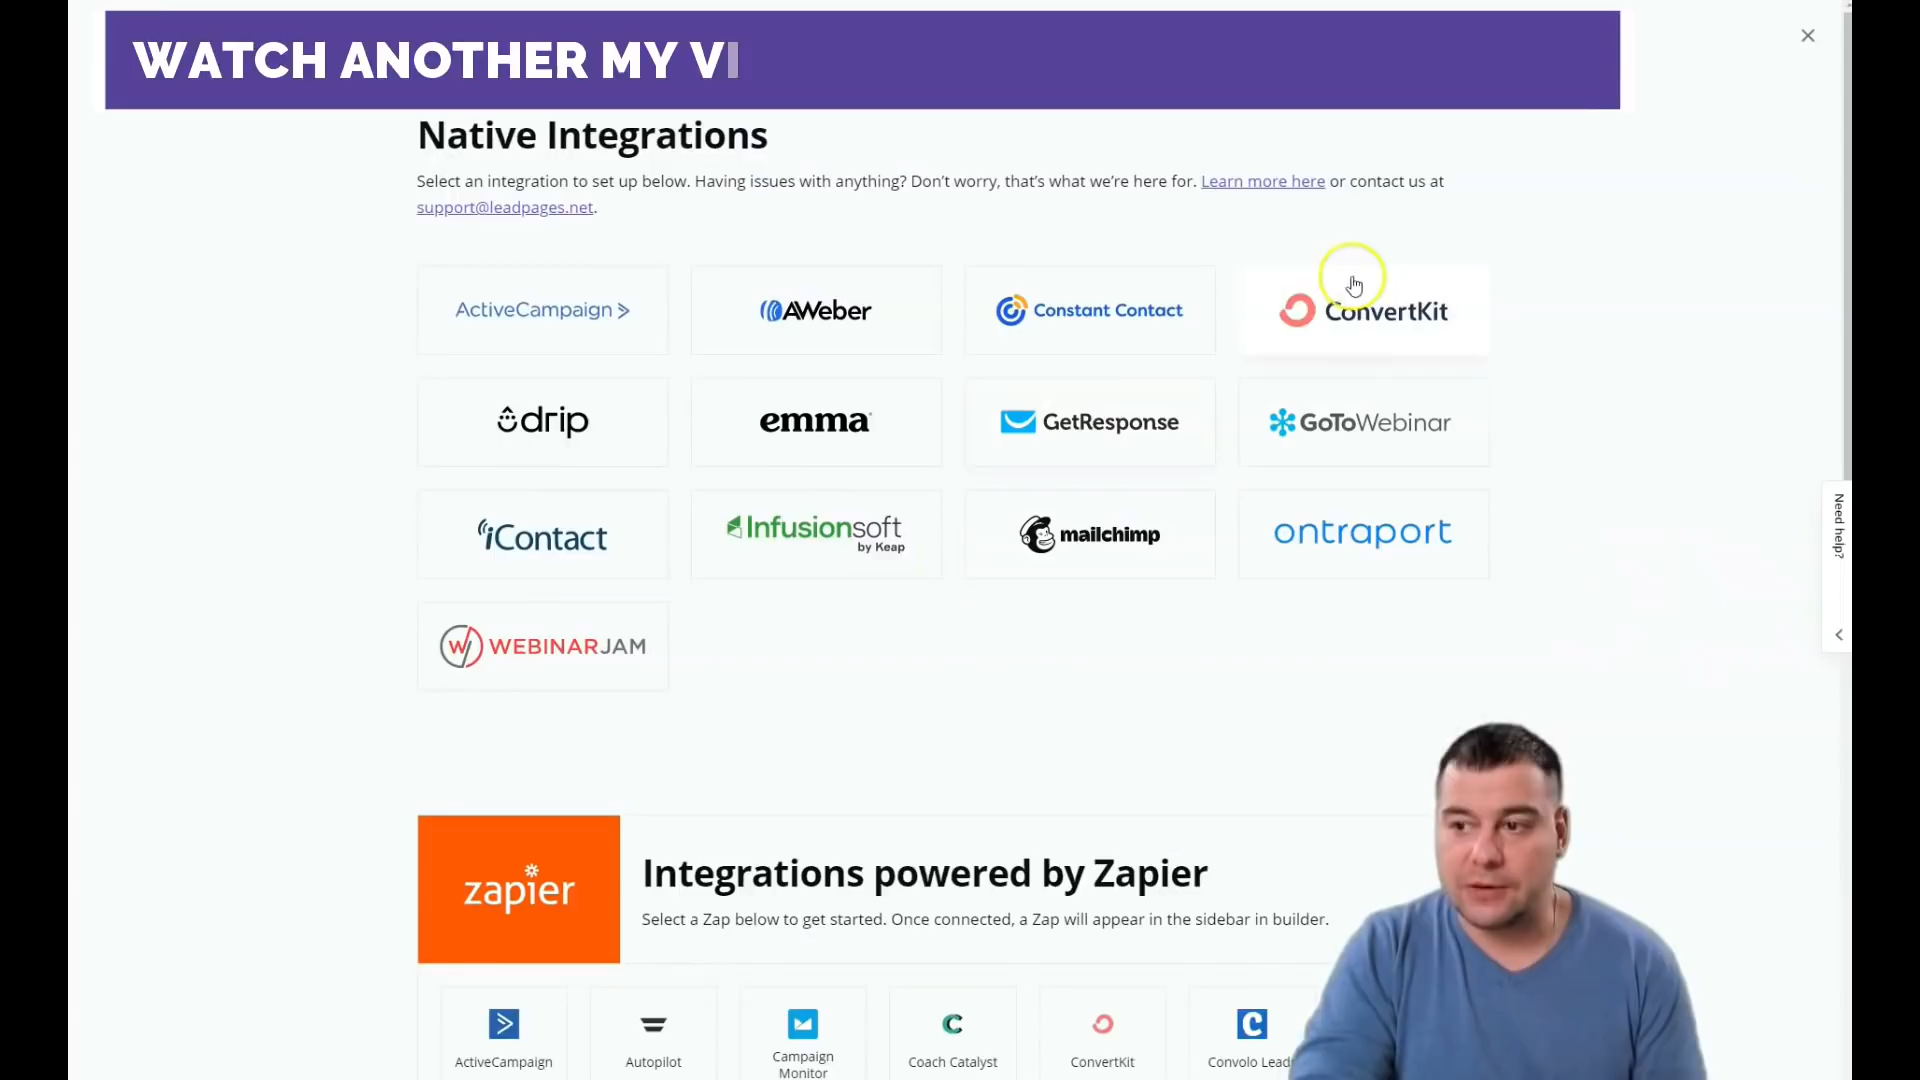 WATCH ANOTHER MY VI
Native Integrations
Select an integration to set up below. Having issues with anything? Don't worry, that's what we're here for. Learn more here or contact us at
support@leadpages.net.
ActiveCampaign >
AWeber
Constant Contact
ConvertKit
drip
emma
GetResponse
GoToWebinar
iContact
Infusionsoft
by Keap
mailchimp
ontraport
WEBINARJAM
Need help?
zapier
Integrations powered by Zapier
Select a Zap below to get started. Once connected, a Zap will appear in the sidebar in builder.
ActiveCampaign
Autopilot
Campaign
Monitor
Coach Catalyst
ConvertKit
Convolo Lead